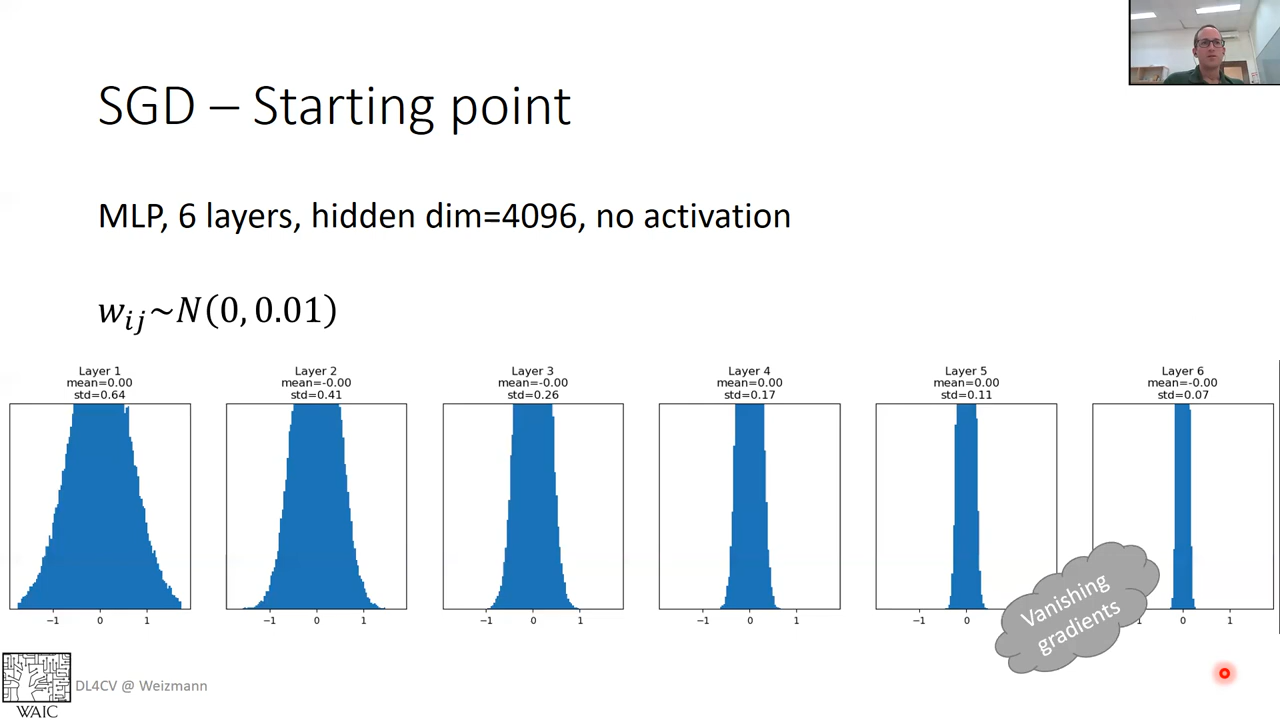 SGD – Starting point
MLP, 6 layers, hidden dim=4096, no activation
w_{ij}~N(0, 0.01)
Layer 1
mean=0.00
std=0.64
−1 0 1
Layer 2
mean=-0.00
std=0.41
−1 0 1
Layer 3
mean=-0.00
std=0.26
−1 0 1
Layer 4
mean=0.00
std=0.17
−1 0 1
Layer 5
mean=0.00
std=0.11
−1 0
Layer 6
mean=-0.00
std=0.07
−1 0 1
Vanishing
gradients
DL4CV @ Weizmann
WAIC